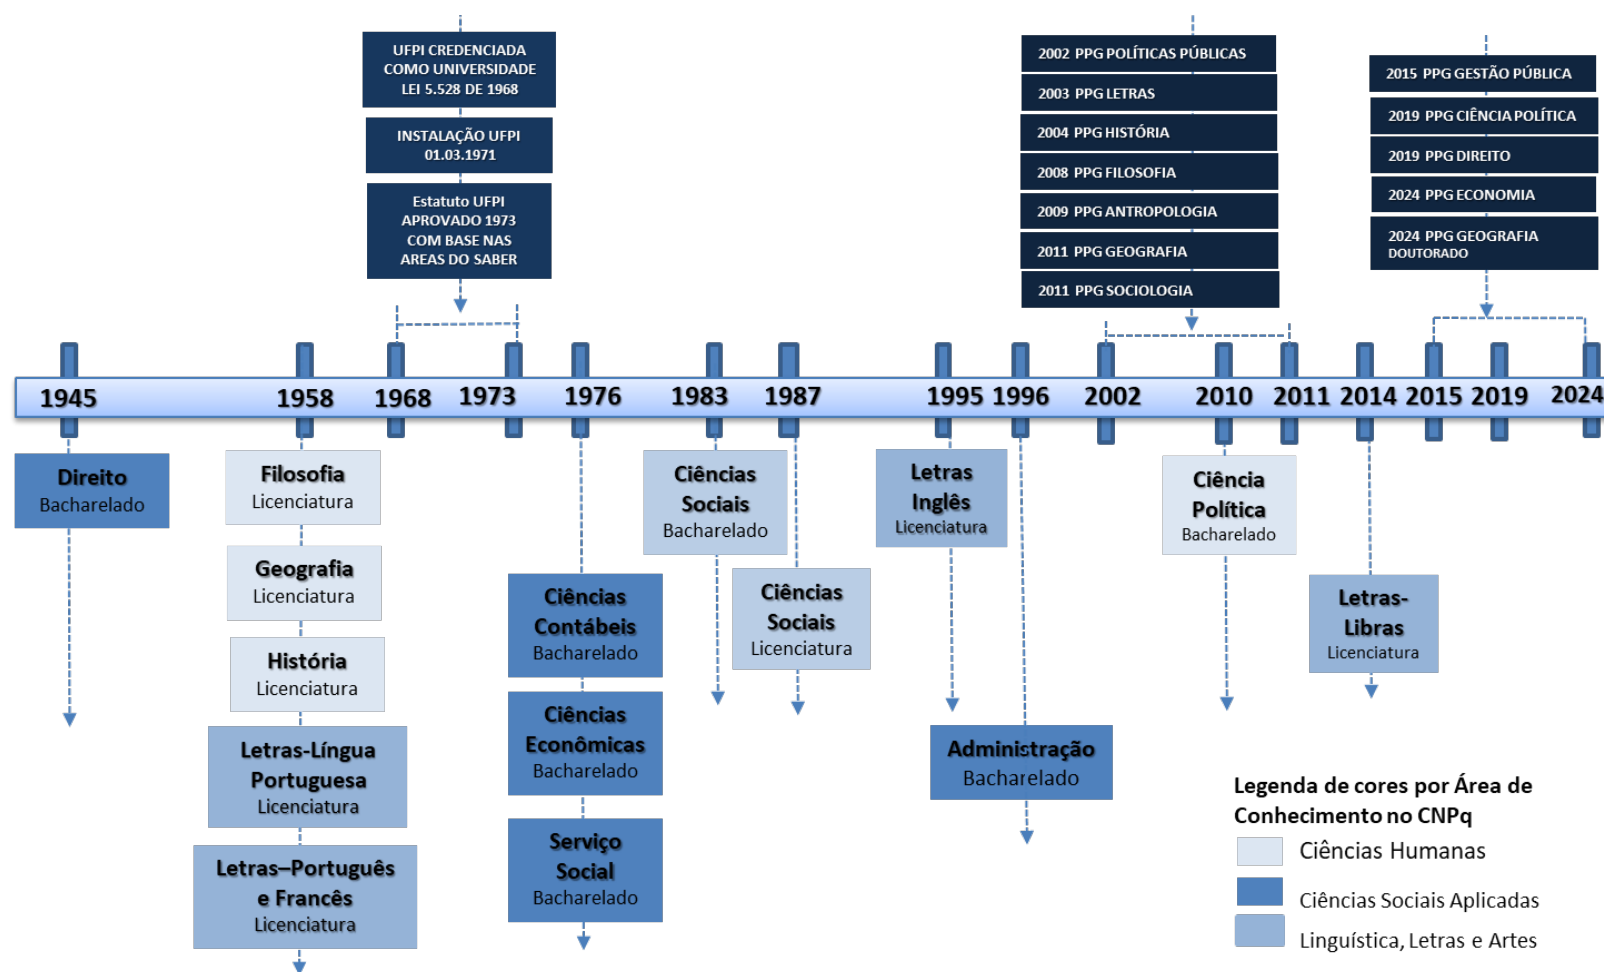 UFPI CREDENCIADA
COMO UNIVERSIDADE
LEI 5.528 DE 1968
INSTALAÇÃO UFPI
01.03.1971
Estatuto UFPI
APROVADO 1973
COM BASE NAS
AREAS DO SABER
2002 PPG POLÍTICAS PÚBLICAS
2003 PPG LETRAS
2004 PPG HISTÓRIA
2008 PPG FILOSOFIA
2009 PPG ANTROPOLOGIA
2011 PPG GEOGRAFIA
2011 PPG SOCIOLOGIA
2015 PPG GESTÃO PÚBLICA
2019 PPG CIÊNCIA POLÍTICA
2019 PPG DIREITO
2024 PPG ECONOMIA
2024 PPG GEOGRAFIA
DOUTORADO
1945 1958 1968 1973 1976 1983 1987 1995 1996 2002 2010 2011 2014 2015 2019 2024
Direito
Bacharelado
Filosofia
Licenciatura
Geografia
Licenciatura
História
Licenciatura
Letras-Língua
Portuguesa
Licenciatura
Letras–Português
e Francês
Licenciatura
Ciências
Contábeis
Bacharelado
Ciências
Econômicas
Bacharelado
Serviço
Social
Bacharelado
Ciências
Sociais
Bacharelado
Ciências
Sociais
Licenciatura
Letras
Inglês
Licenciatura
Administração
Bacharelado
Ciência
Política
Bacharelado
Letras-
Libras
Licenciatura
Legenda de cores por Área de
Conhecimento no CNPq
Ciências Humanas
Ciências Sociais Aplicadas
Linguística, Letras e Artes